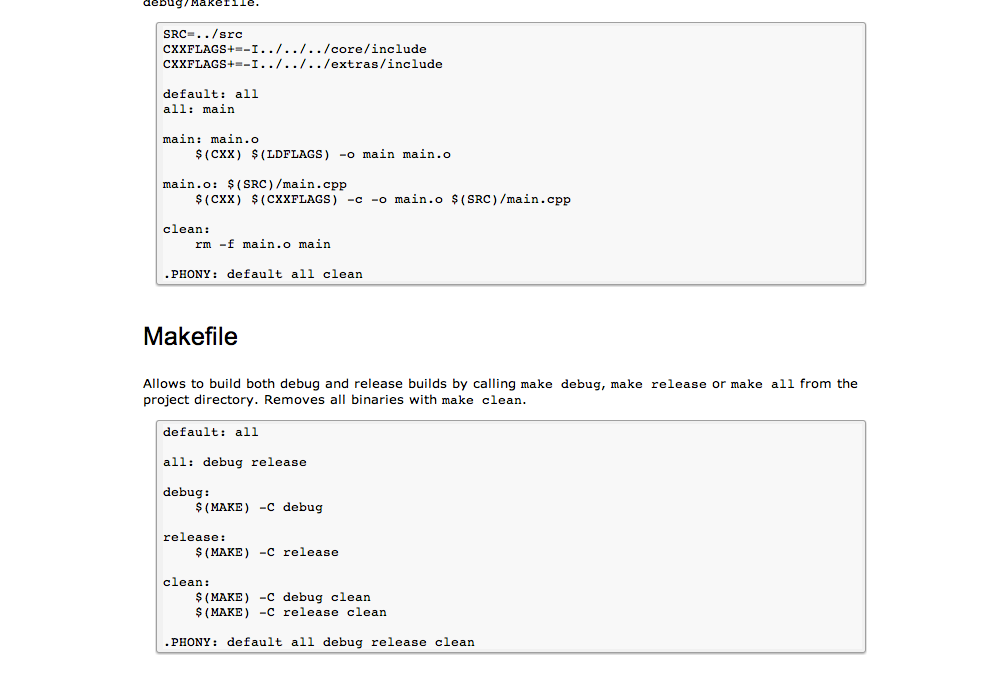 debug/Makefile.
SRC=../src
CXXFLAGS+=-I../../../core/include
CXXFLAGS+=-I../../../extras/include
default: all
all: main
main: main.o
$(CXX) $(LDFLAGS) -o main main.o
main.o: $(SRC)/main.cpp
$(CXX) $(CXXFLAGS) -c -o main.o $(SRC)/main.cpp
clean:
rm -f main.o main
.PHONY: default all clean
Makefile
Allows to build both debug and release builds by calling make debug, make release or make all from the
project directory. Removes all binaries with make clean.
default: all
all: debug release
debug:
$(MAKE) -C debug
release:
$(MAKE) -C release
clean:
$(MAKE) -C debug clean
$(MAKE) -C release clean
.PHONY: default all debug release clean